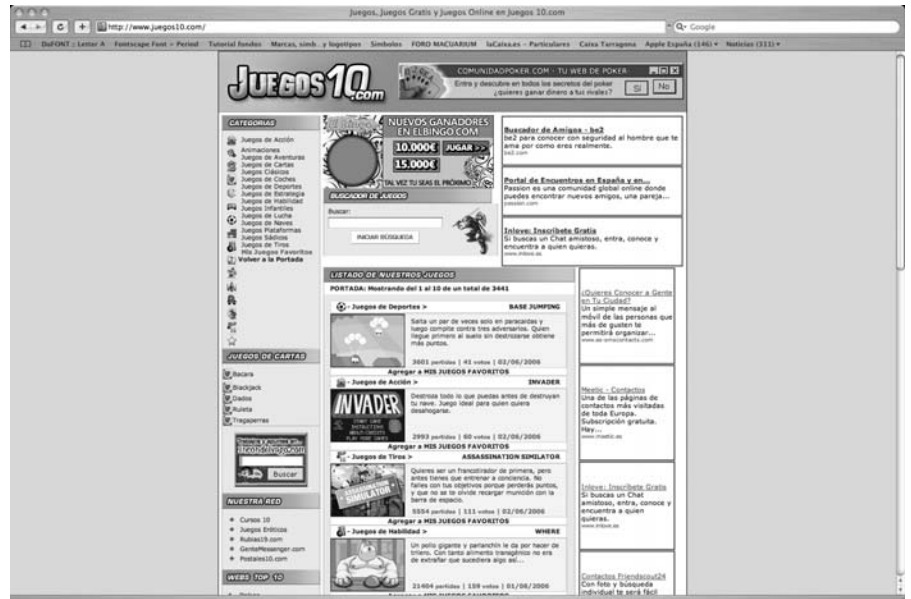 Juegos, Juegos Gratis y Juegos Online en Juegos 10.com
http://www.juegos10.com/
Google
DaFONT :: Letter A Fontscape Font > Period Tutorial fondos Marcas, simb...y logotipos Simbolos FORD MACUARIUM laCaixa.es - Particulares Caixa Tarragona Apple España (146) Noticias (311)
JUEGOS10.com
COMUNIDADPOKER.COM - TU WEB DE POKER
Entra y descubre en todos los secretos del poker
¿quieres ganar dinero a tus rivales?
SI No
CATEGORIAS
Juegos de Acción
Animaciones
Juegos de Aventuras
Juegos de Cartas
Juegos Clásicos
Juegos de Coches
Juegos de Deportes
Juegos de Estrategia
Juegos de Habilidad
Juegos Infantiles
Juegos de Lucha
Juegos de Naves
Juegos Plataformas
Juegos Sádicos
Juegos de Tiros
Mis Juegos Favoritos
Volver a la Portada
JUEGOS DE CARTAS
Bacara
Blackjack
Dados
Ruleta
Tragaperras
Buscar
NUESTRA RED
Cursos 10
Juegos Eróticos
Rubias19.com
GenteMessenger.com
Postales10.com
WEBS TOP 10
NUEVOS GANADORES
EN ELBINGO.COM
10.000€ JUGAR >>
15.000€
TAL VEZ TU SEAS EL PRÓXIMO
BUSCADOR DE JUEGOS
Buscar:
INICIAR BÚSQUEDA
Buscador de Amigos - be2
be2 para conocer con seguridad al hombre que te
ama por como eres realmente.
be2.com
Portal de Encuentros en España y en...
Passion es una comunidad global online donde
puedes encontrar nuevos amigos, una pareja...
passion.com
Inlove: Inscríbete Gratis
Si buscas un Chat amistoso, entra, conoce y
encuentra a quien quieras.
www.inlove.es
LISTADO DE NUESTROS JUEGOS
PORTADA: Mostrando del 1 al 10 de un total de 3441
- Juegos de Deportes > BASE JUMPING
Salta un par de veces solo en paracaídas y
luego compite contra tres adversarios. Quien
llegue primero al suelo sin destrozarse obtiene
más puntos.
3601 partidas | 41 votos | 02/06/2006
Agregar a MIS JUEGOS FAVORITOS
- Juegos de Acción > INVADER
INVADER
START GAME
Destroza todo lo que puedas antes de destruyan
tu nave. Juego ideal para quien quiera
desahogarse.
2993 partidas | 60 votos | 02/06/2006
Agregar a MIS JUEGOS FAVORITOS
- Juegos de Tiros > ASSASSINATION SIMILATOR
ASSASSINATION
SIMULATOR
Quieres ser un francotirador de primera, pero
antes tienes que entrenar a conciencia. No
falles con tus objetivos porque perderás puntos,
y que no se te olvide recargar munición con la
barra de espacio.
5554 partidas | 111 votos | 02/06/2006
Agregar a MIS JUEGOS FAVORITOS
- Juegos de Habilidad > WHERE
Un pollo gigante y parlanchín le da por hacer de
trilero. Con tanto alimento transgénico no era
de extrañar que sucediera algo así...
21404 partidas | 159 votos | 01/06/2006
Agregar a MIS JUEGOS FAVORITOS
¿Quieres Conocer a Gente
en Tu Ciudad?
Un simple mensaje al
móvil de las personas que
más de gusten te
permitirá organizar...
Meetic - Contactos
Una de las páginas de
contactos más visitadas
de toda Europa.
Subscripción gratuita.
Hay...
www.meetic.es
Inlove: Inscríbete Gratis
Si buscas un Chat
amistoso, entra, conoce y
encuentra a quien
quieras.
www.inlove.es
Contactos Friendscout24
Con foto y búsqueda
individual te será fácil